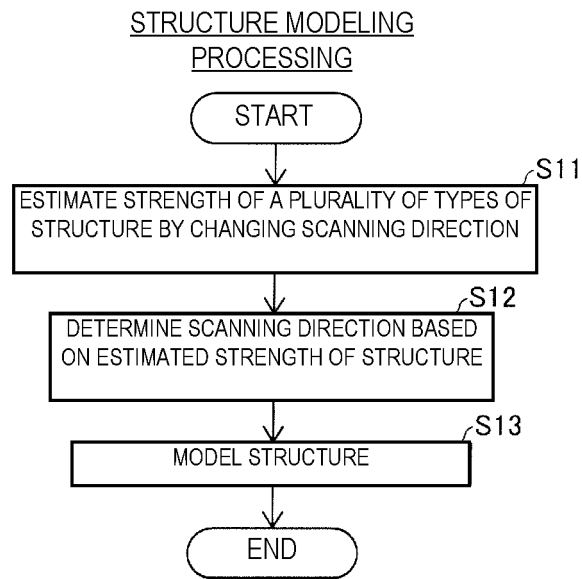 STRUCTURE MODELING
PROCESSING
START
S11
ESTIMATE STRENGTH OF A PLURALITY OF TYPES OF
STRUCTURE BY CHANGING SCANNING DIRECTION
S12
DETERMINE SCANNING DIRECTION BASED
ON ESTIMATED STRENGTH OF STRUCTURE
S13
MODEL STRUCTURE
END